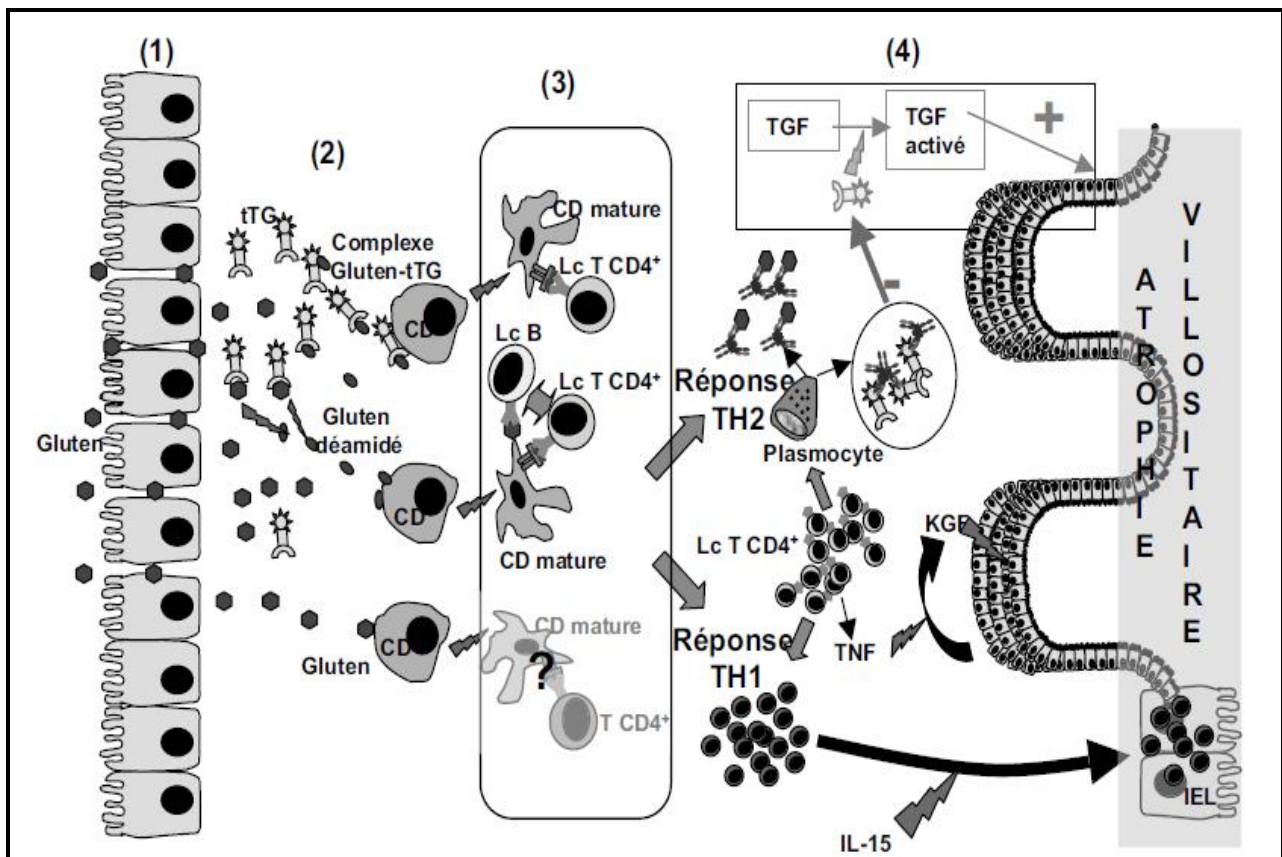 (1)
(2)
(3)
(4)
TGF
TGF
activé
+
tTG
Complexe
Gluten-tTG
CD
CD mature
Lc T CD4+
Lc B
Lc T CD4+
Gluten
Gluten
déamidé
CD
CD mature
Gluten
CD
CD mature
?
T CD4+
Réponse
TH2
Plasmocyte
-
Lc T CD4+
TNF
KGF
Réponse
TH1
IL-15
IEL
ATROPHIE
VILLOSITAIRE